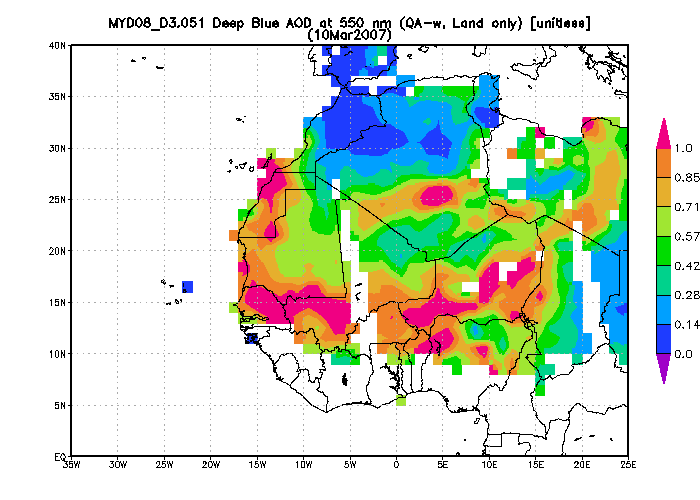 MYD08_D3.051 Deep Blue AOD at 550 nm (QA-w, Land only) [unitless]
(10Mar2007)
40N
35N
30N
25N
20N
15N
10N
5N
EQ
35W 30W 25W 20W 15W 10W 5W 0 5E 10E 15E 20E 25E
1.0
0.85
0.71
0.57
0.42
0.28
0.14
0.0